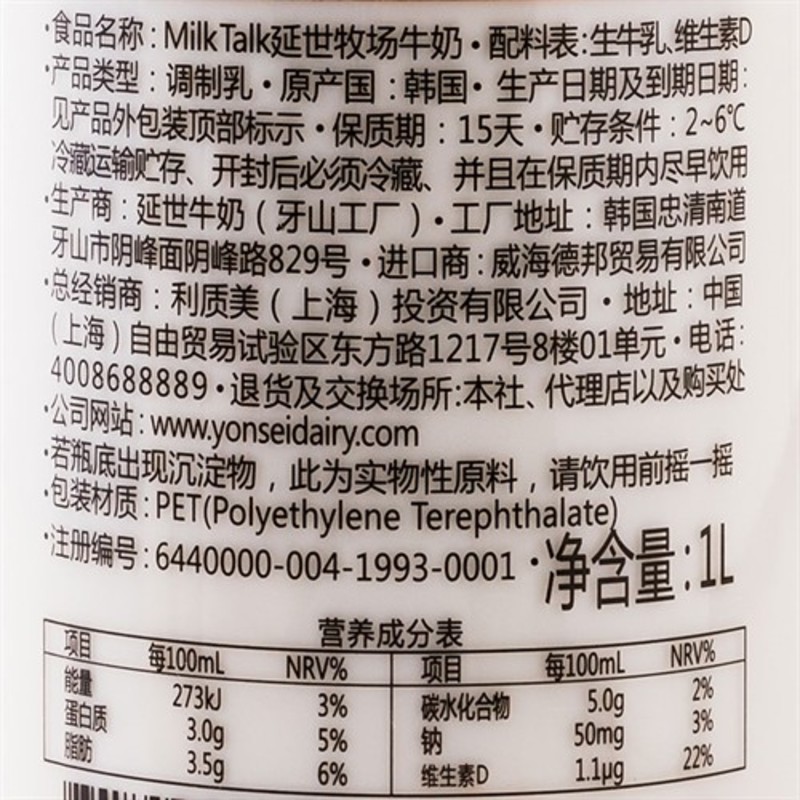 ·食品名称：MilkTalk延世牧场牛奶·配料表:生牛乳、维生素D
·产品类型：调制乳·原产国：韩国·生产日期及到期日期:
见产品外包装顶部标示·保质期：15天·贮存条件：2~6℃
冷藏运输贮存、开封后必须冷藏、并且在保质期内尽早饮用
·生产商：延世牛奶（牙山工厂）·工厂地址：韩国忠清南道
牙山市阴峰面阴峰路829号·进口商:威海德邦贸易有限公司
·总经销商：利质美（上海）投资有限公司·地址：中国
（上海）自由贸易试验区东方路1217号8楼01单元·电话:
4008688889·退货及交换场所:本社、代理店以及购买处
·公司网站：www.yonseidairy.com
·若瓶底出现沉淀物，此为实物性原料，请饮用前摇一摇
·包装材质：PET(Polyethylene Terephthalate)
·注册编号：6440000-004-1993-0001 ·净含量：1L
营养成分表
项目 每100mL NRV% 项目 每100mL NRV%
能量 273kJ 3% 碳水化合物 5.0g 2%
蛋白质 3.0g 5% 钠 50mg 3%
脂肪 3.5g 6% 维生素D 1.1μg 22%